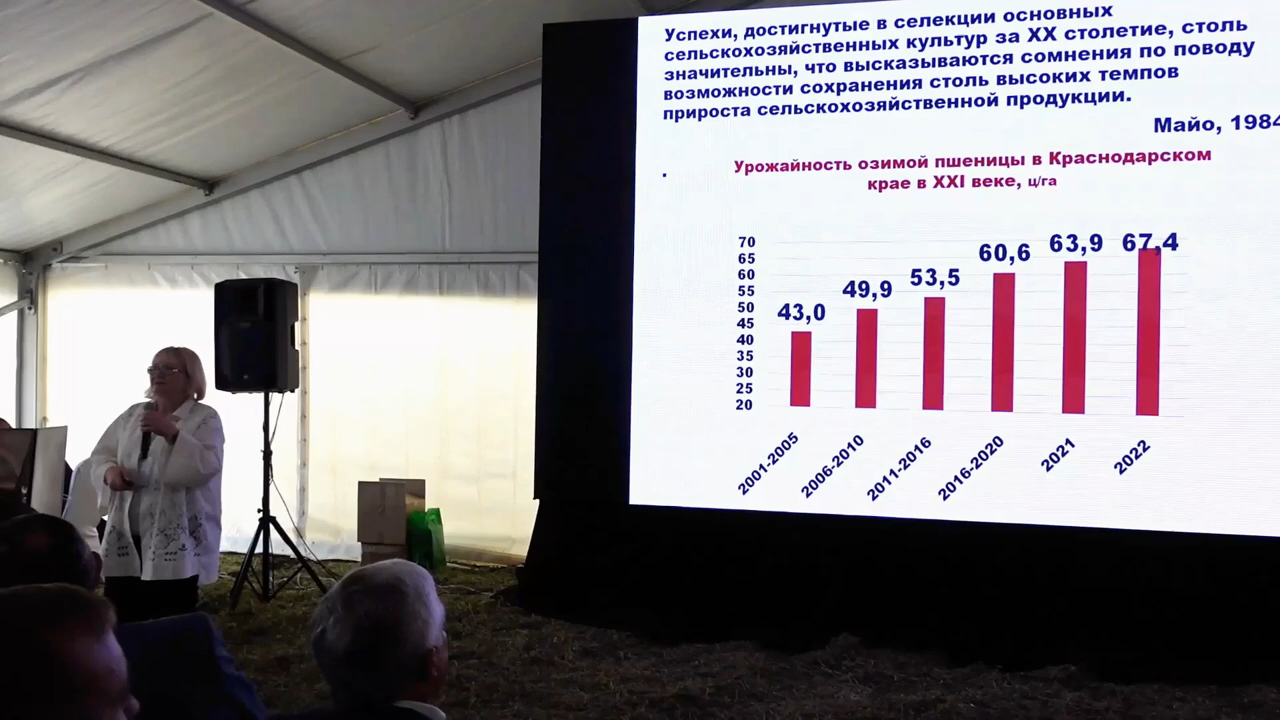 Успехи, достигнутые в селекции основных
сельскохозяйственных культур за XX столетие, столь
значительны, что высказываются сомнения по поводу
возможности сохранения столь высоких темпов
прироста сельскохозяйственной продукции.
Майо, 1984
Урожайность озимой пшеницы в Краснодарском
крае в XXI веке, ц/га
70
65
60
55
50
45
40
35
30
25
20
43,0
49,9
53,5
60,6
63,9
67,4
2001-2005
2006-2010
2011-2016
2016-2020
2021
2022